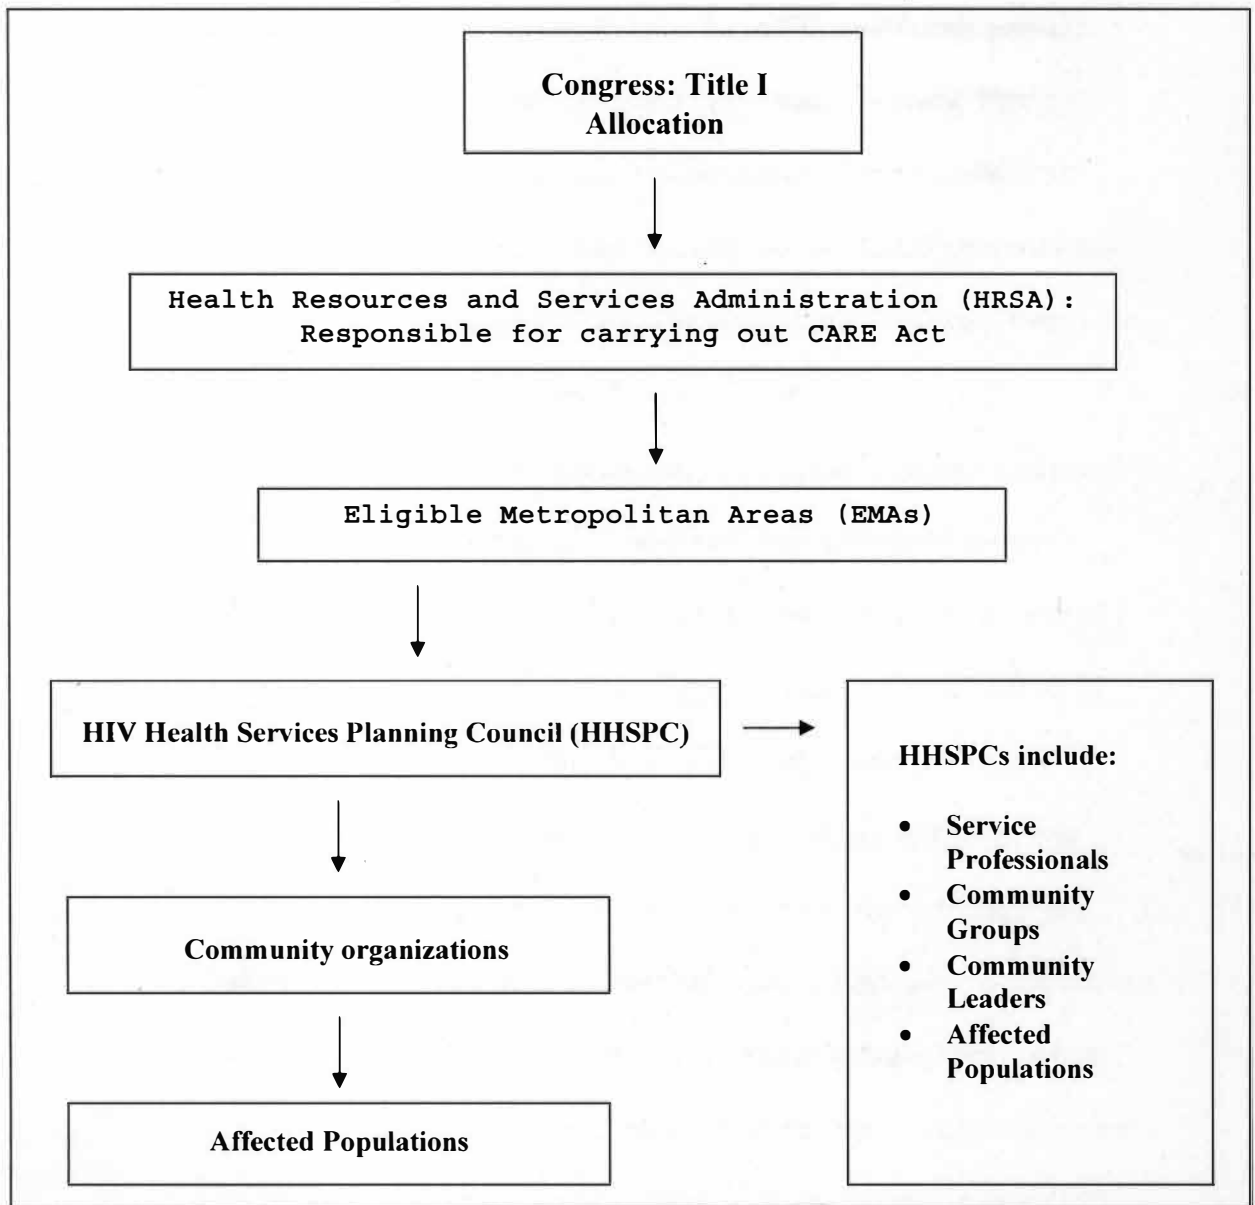 Congress: Title I
Allocation
Health Resources and Services Administration (HRSA):
Responsible for carrying out CARE Act
Eligible Metropolitan Areas (EMAs)
HIV Health Services Planning Council (HHSPC)
HHSPCs include:
• Service
Professionals
• Community
Groups
• Community
Leaders
• Affected
Populations
Community organizations
Affected Populations